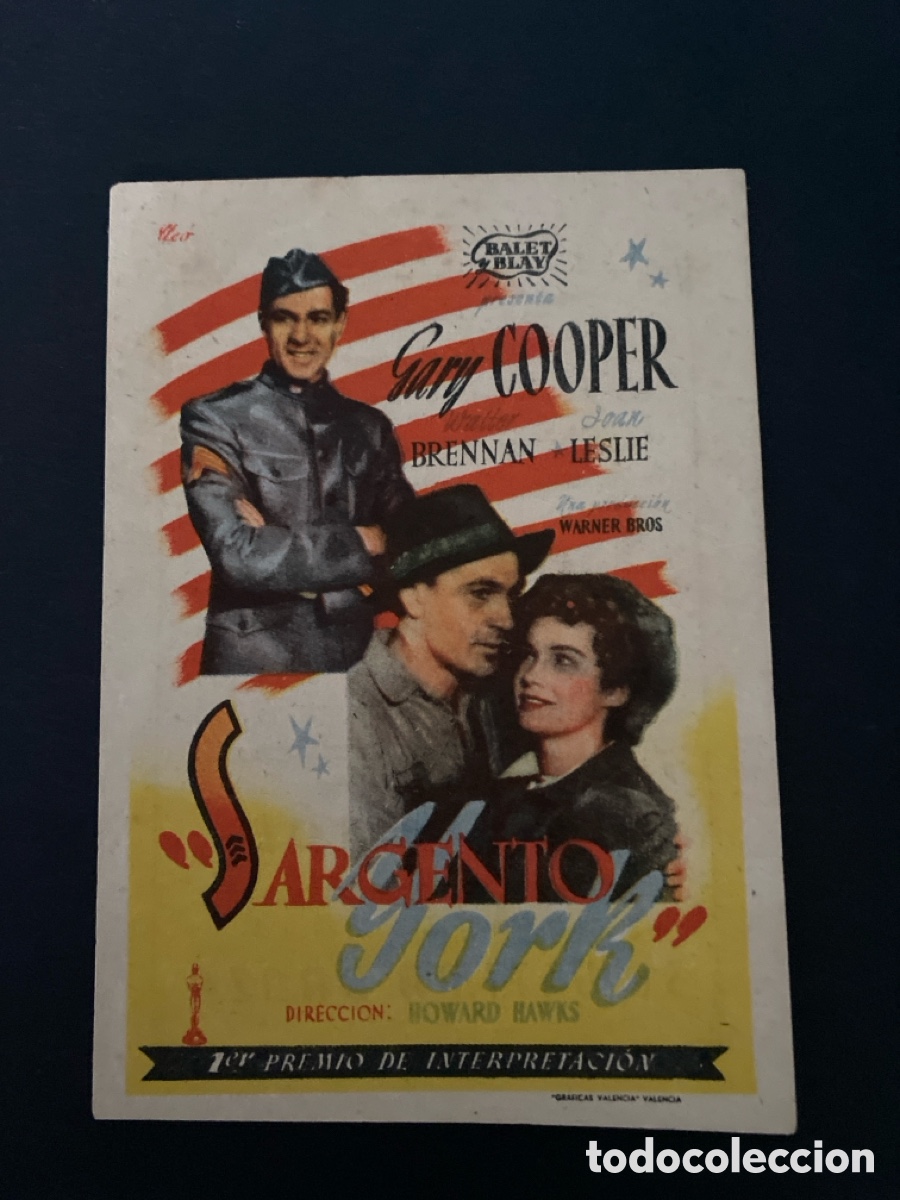 Lleó
BALET
y BLAY
presenta
Gary COOPER
Walter Joan
BRENNAN LESLIE
Una producción
WARNER BROS
"SARGENTO
York"
DIRECCION: HOWARD HAWKS
1er PREMIO DE INTERPRETACIÓN
"GRAFICAS VALENCIA" VALENCIA
todocoleccion